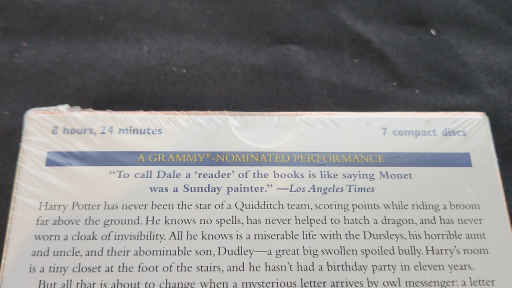 8 hours, 24 minutes
7 compact discs
A GRAMMY®-NOMINATED PERFORMANCE
"To call Dale a 'reader' of the books is like saying Monet
was a Sunday painter." —Los Angeles Times
Harry Potter has never been the star of a Quidditch team, scoring points while riding a broom
far above the ground. He knows no spells, has never helped to hatch a dragon, and has never
worn a cloak of invisibility. All he knows is a miserable life with the Dursleys, his horrible aunt
and uncle, and their abominable son, Dudley—a great big swollen spoiled bully. Harry's room
is a tiny closet at the foot of the stairs, and he hasn't had a birthday party in eleven years.
But all that is about to change when a mysterious letter arrives by owl messenger: a letter